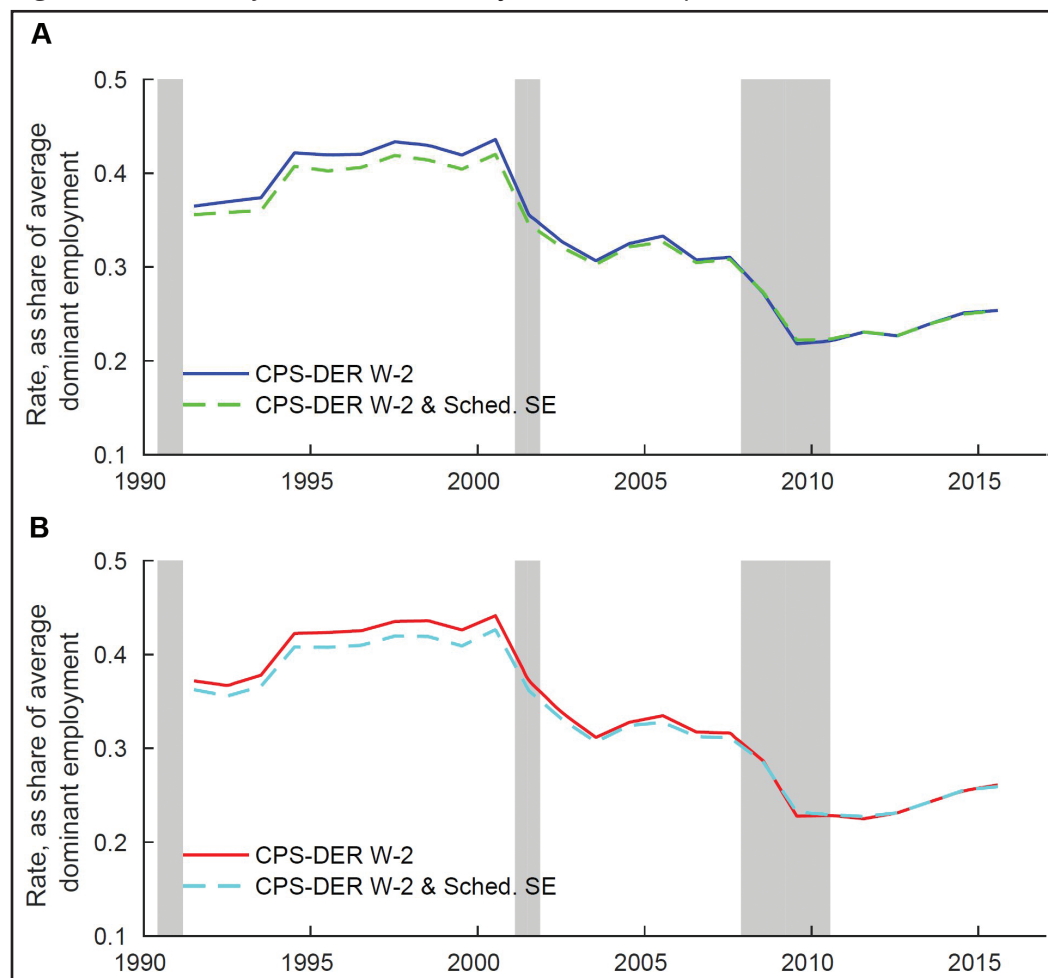 A
Rate, as share of average
dominant employment
0.5
0.4
0.3
0.2
0.1
CPS-DER W-2
CPS-DER W-2 & Sched. SE
1990
1995
2000
2005
2010
2015
B
Rate, as share of average
dominant employment
0.5
0.4
0.3
0.2
0.1
CPS-DER W-2
CPS-DER W-2 & Sched. SE
1990
1995
2000
2005
2010
2015